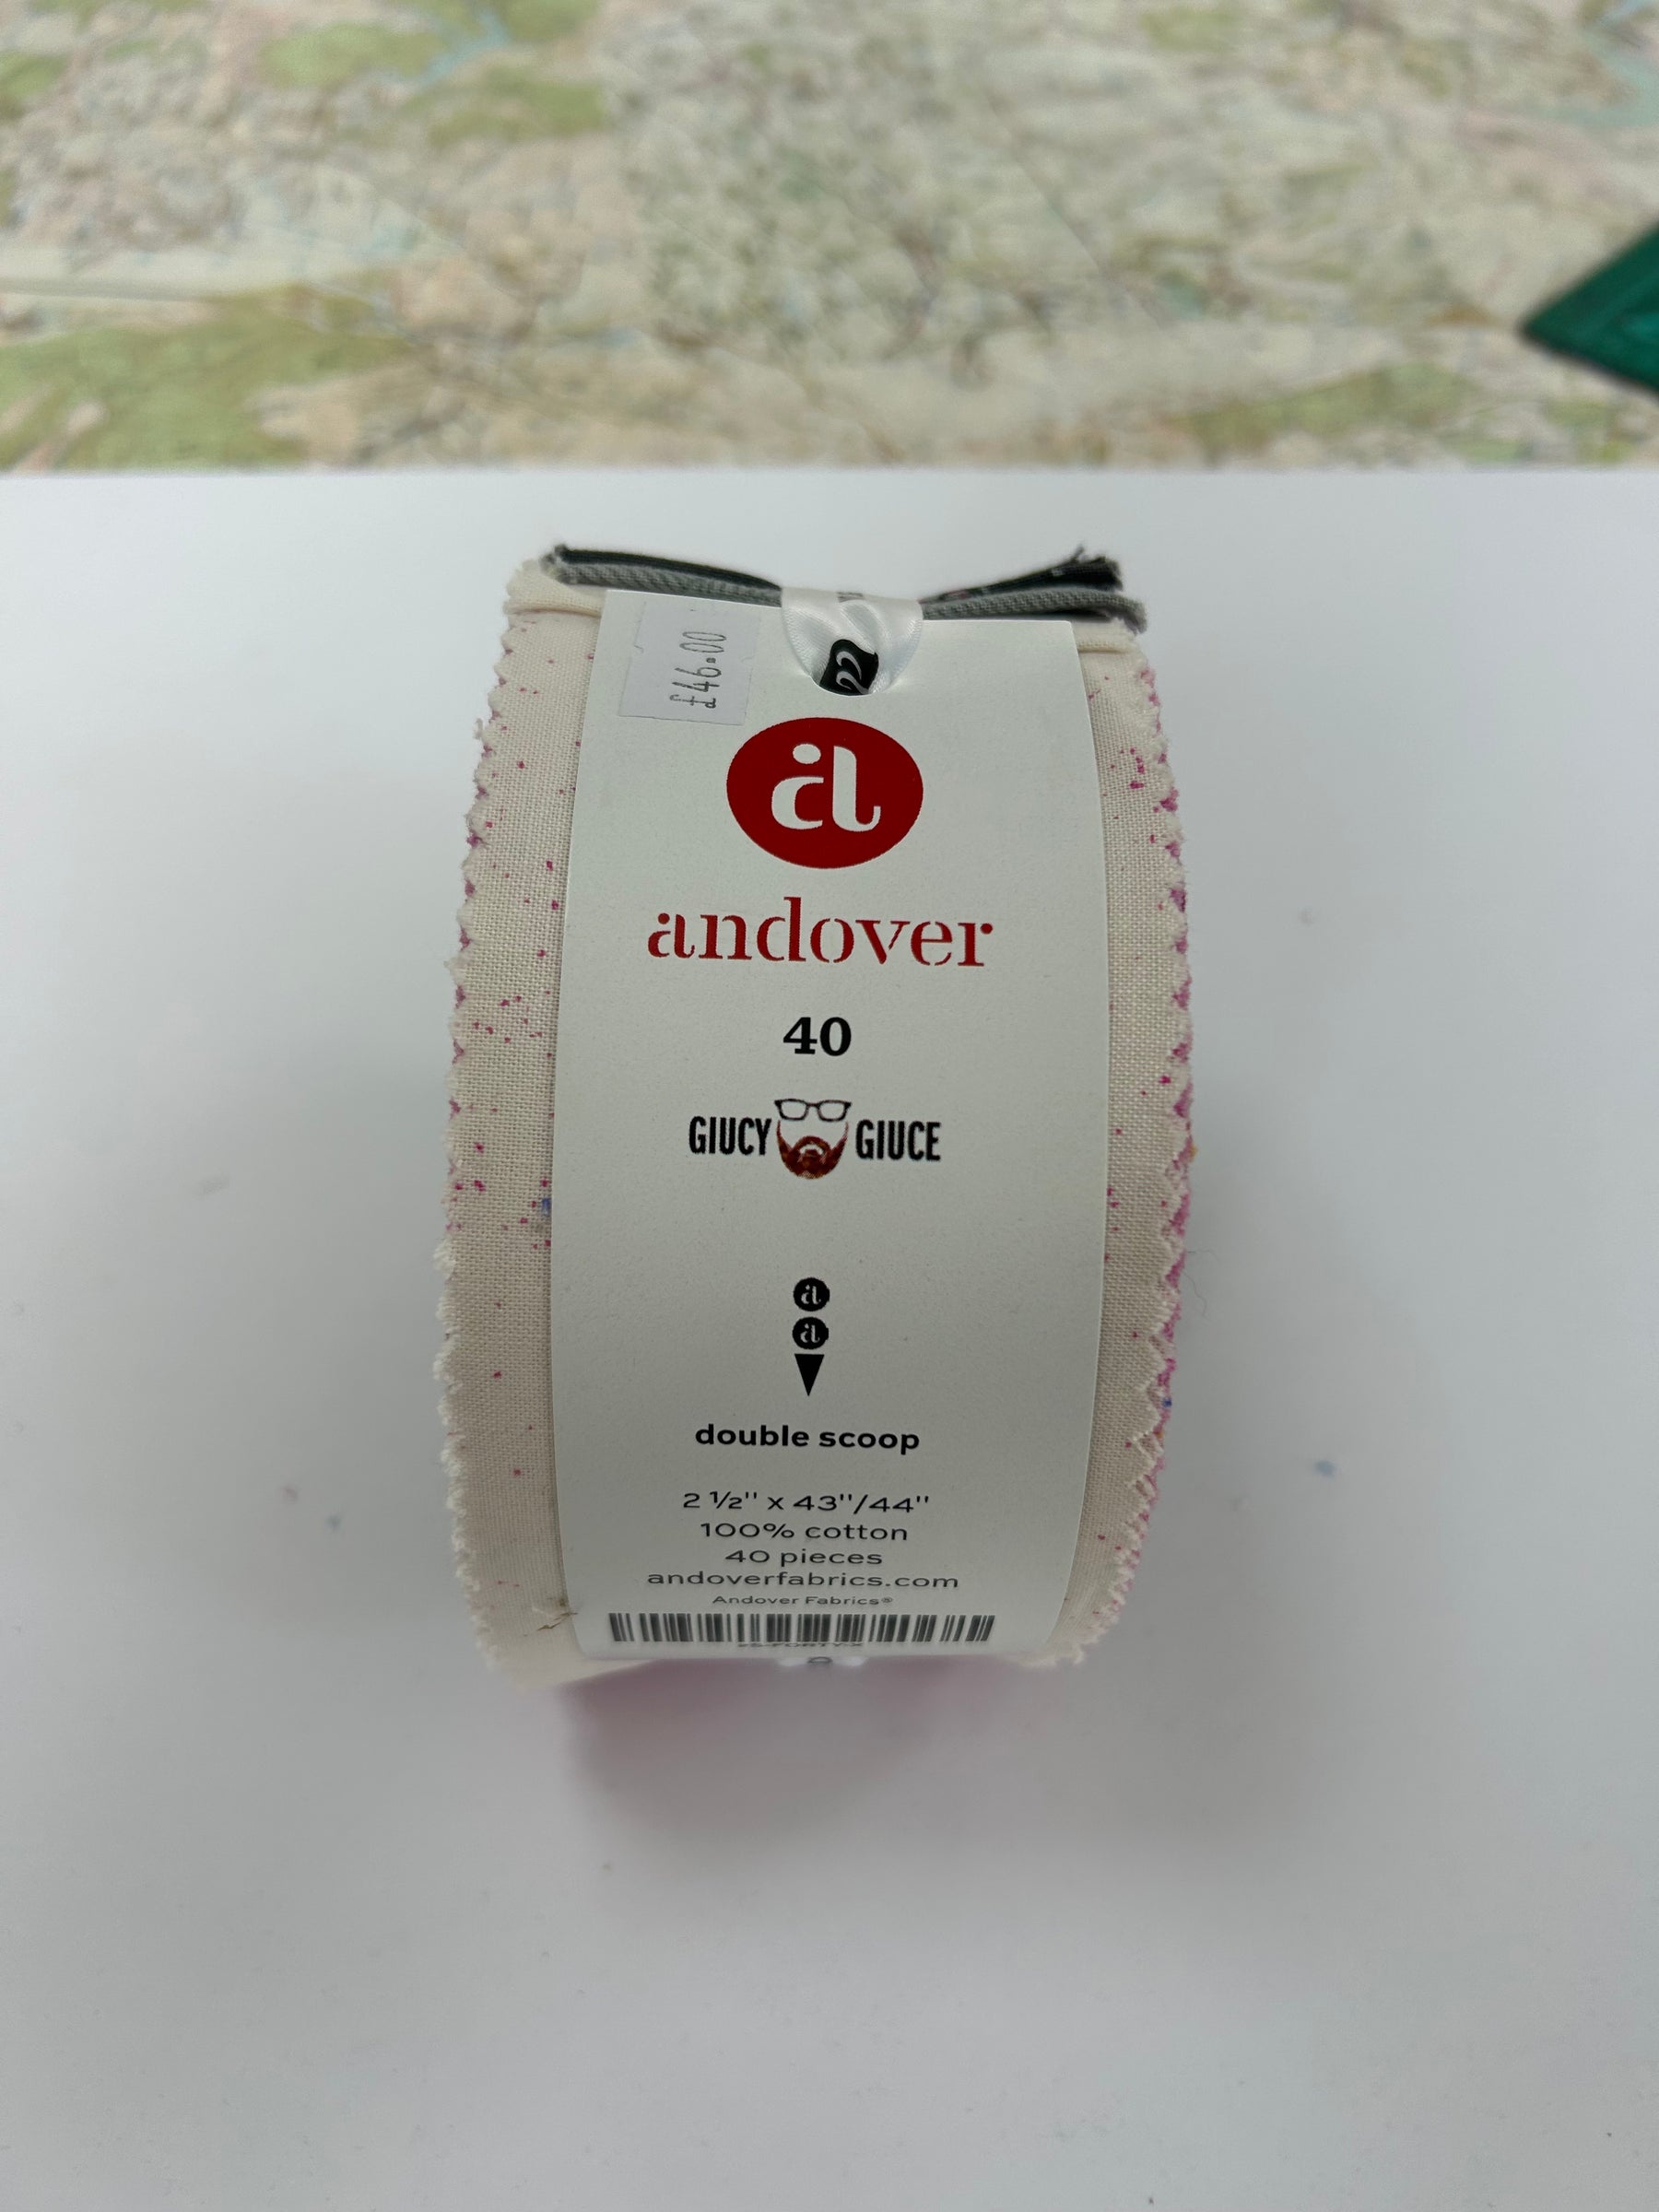 £46.00
22
a
andover
40
GIUCY GIUCE
a
a
double scoop
2 ½" x 43"/44"
100% cotton
40 pieces
andoverfabrics.com
Andover Fabrics®